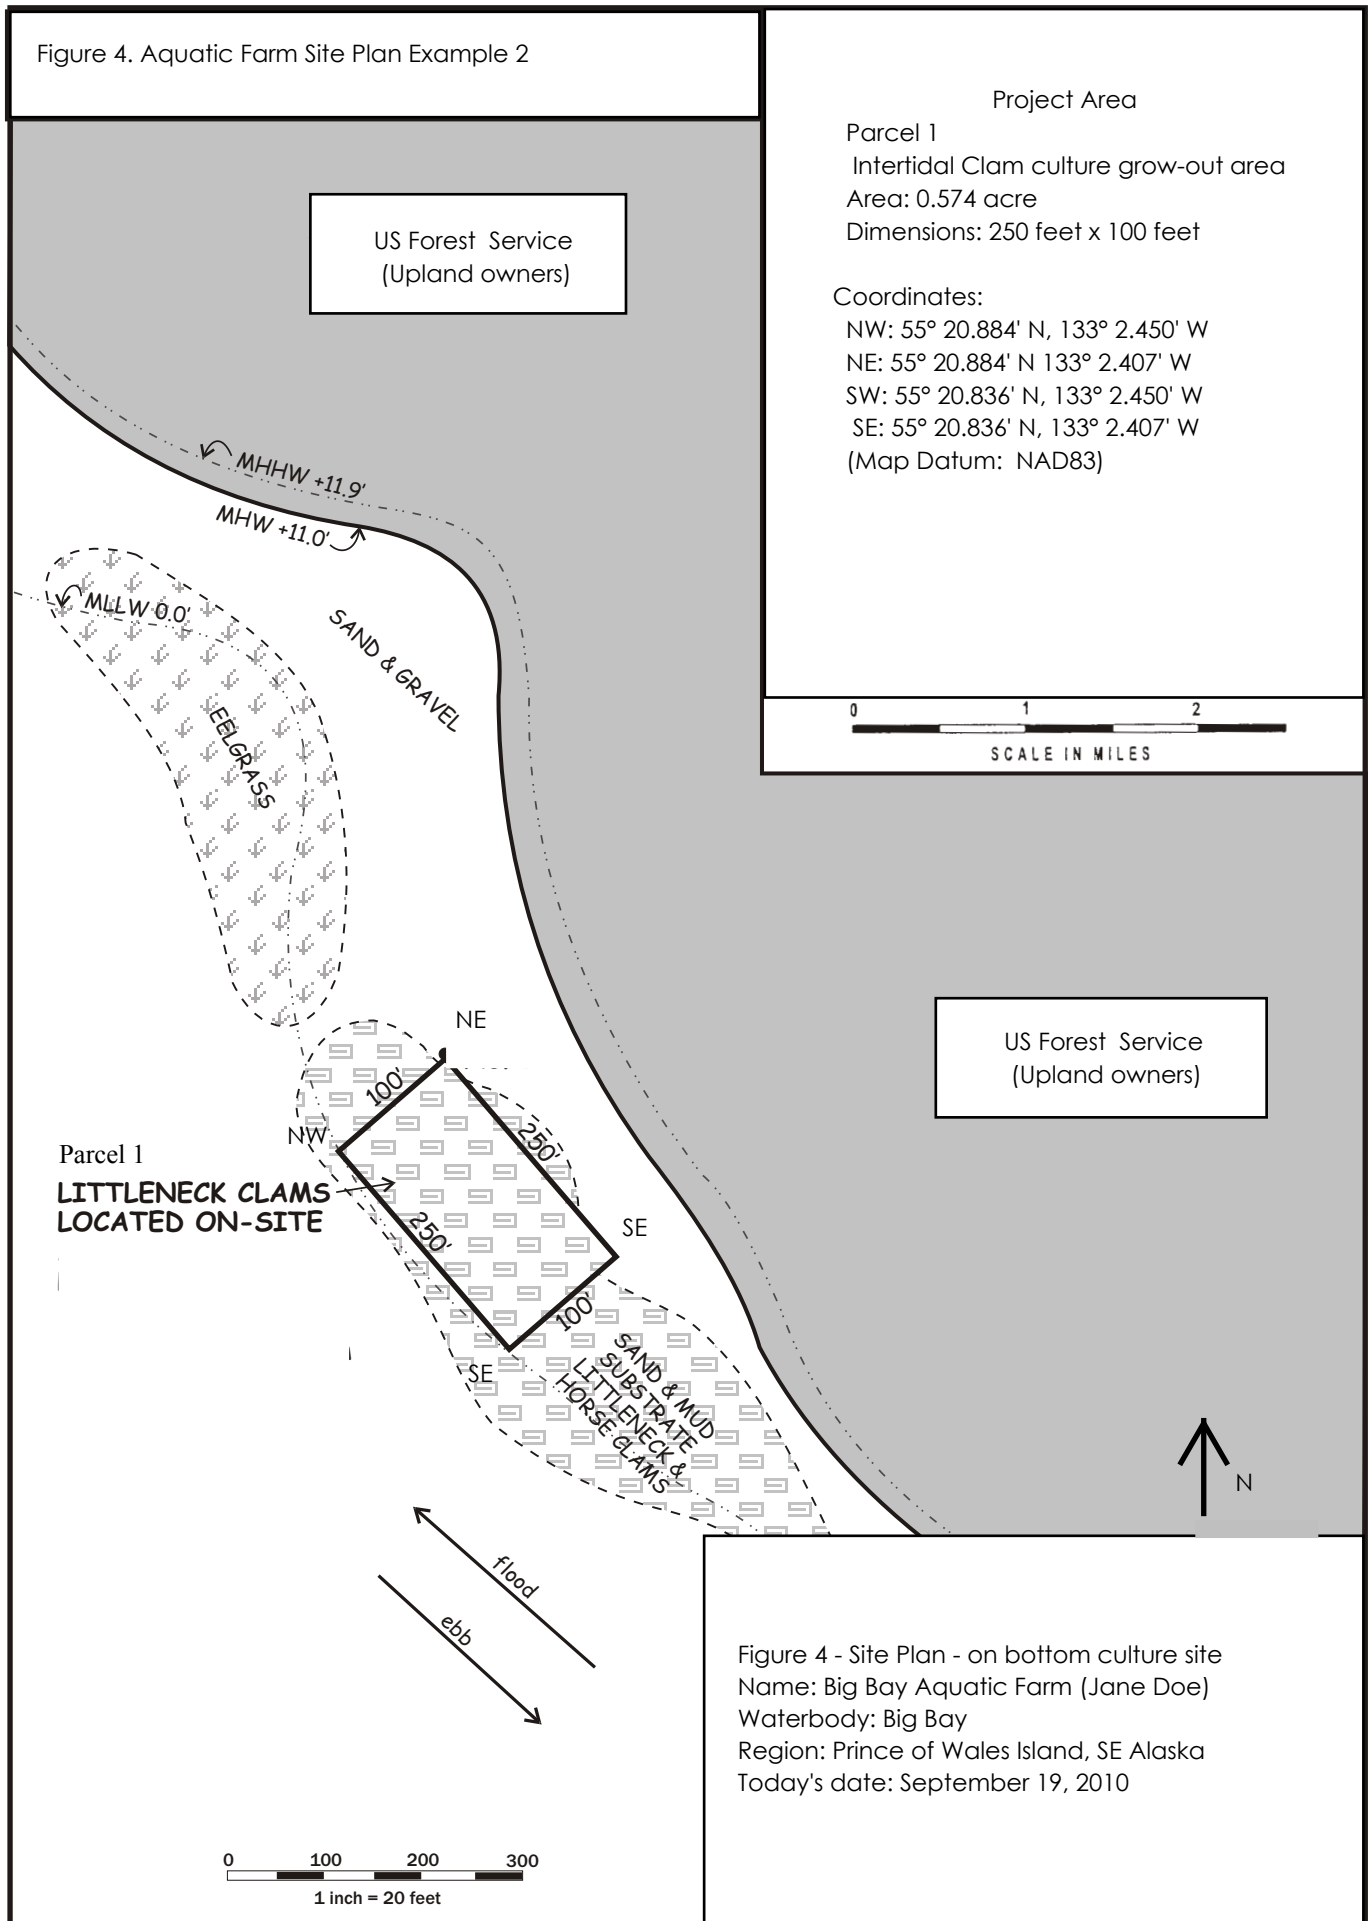 Figure 4. Aquatic Farm Site Plan Example 2
Project Area
Parcel 1
Intertidal Clam culture grow-out area
Area: 0.574 acre
Dimensions: 250 feet x 100 feet
Coordinates:
NW: 55° 20.884' N, 133° 2.450' W
NE: 55° 20.884' N 133° 2.407' W
SW: 55° 20.836' N, 133° 2.450' W
SE: 55° 20.836' N, 133° 2.407' W
(Map Datum: NAD83)
0 1 2
SCALE IN MILES
US Forest Service
(Upland owners)
MHHW +11.9'
MHW +11.0'
MLLW 0.0'
SAND & GRAVEL
EELGRASS
US Forest Service
(Upland owners)
NE
100'
NW
250'
Parcel 1
LITTLENECK CLAMS
LOCATED ON-SITE
250'
SE
100'
SE
SAND & MUD
SUBSTRATE
LITTLENECK &
HORSE CLAMS
N
flood
ebb
Figure 4 - Site Plan - on bottom culture site
Name: Big Bay Aquatic Farm (Jane Doe)
Waterbody: Big Bay
Region: Prince of Wales Island, SE Alaska
Today's date: September 19, 2010
0 100 200 300
1 inch = 20 feet